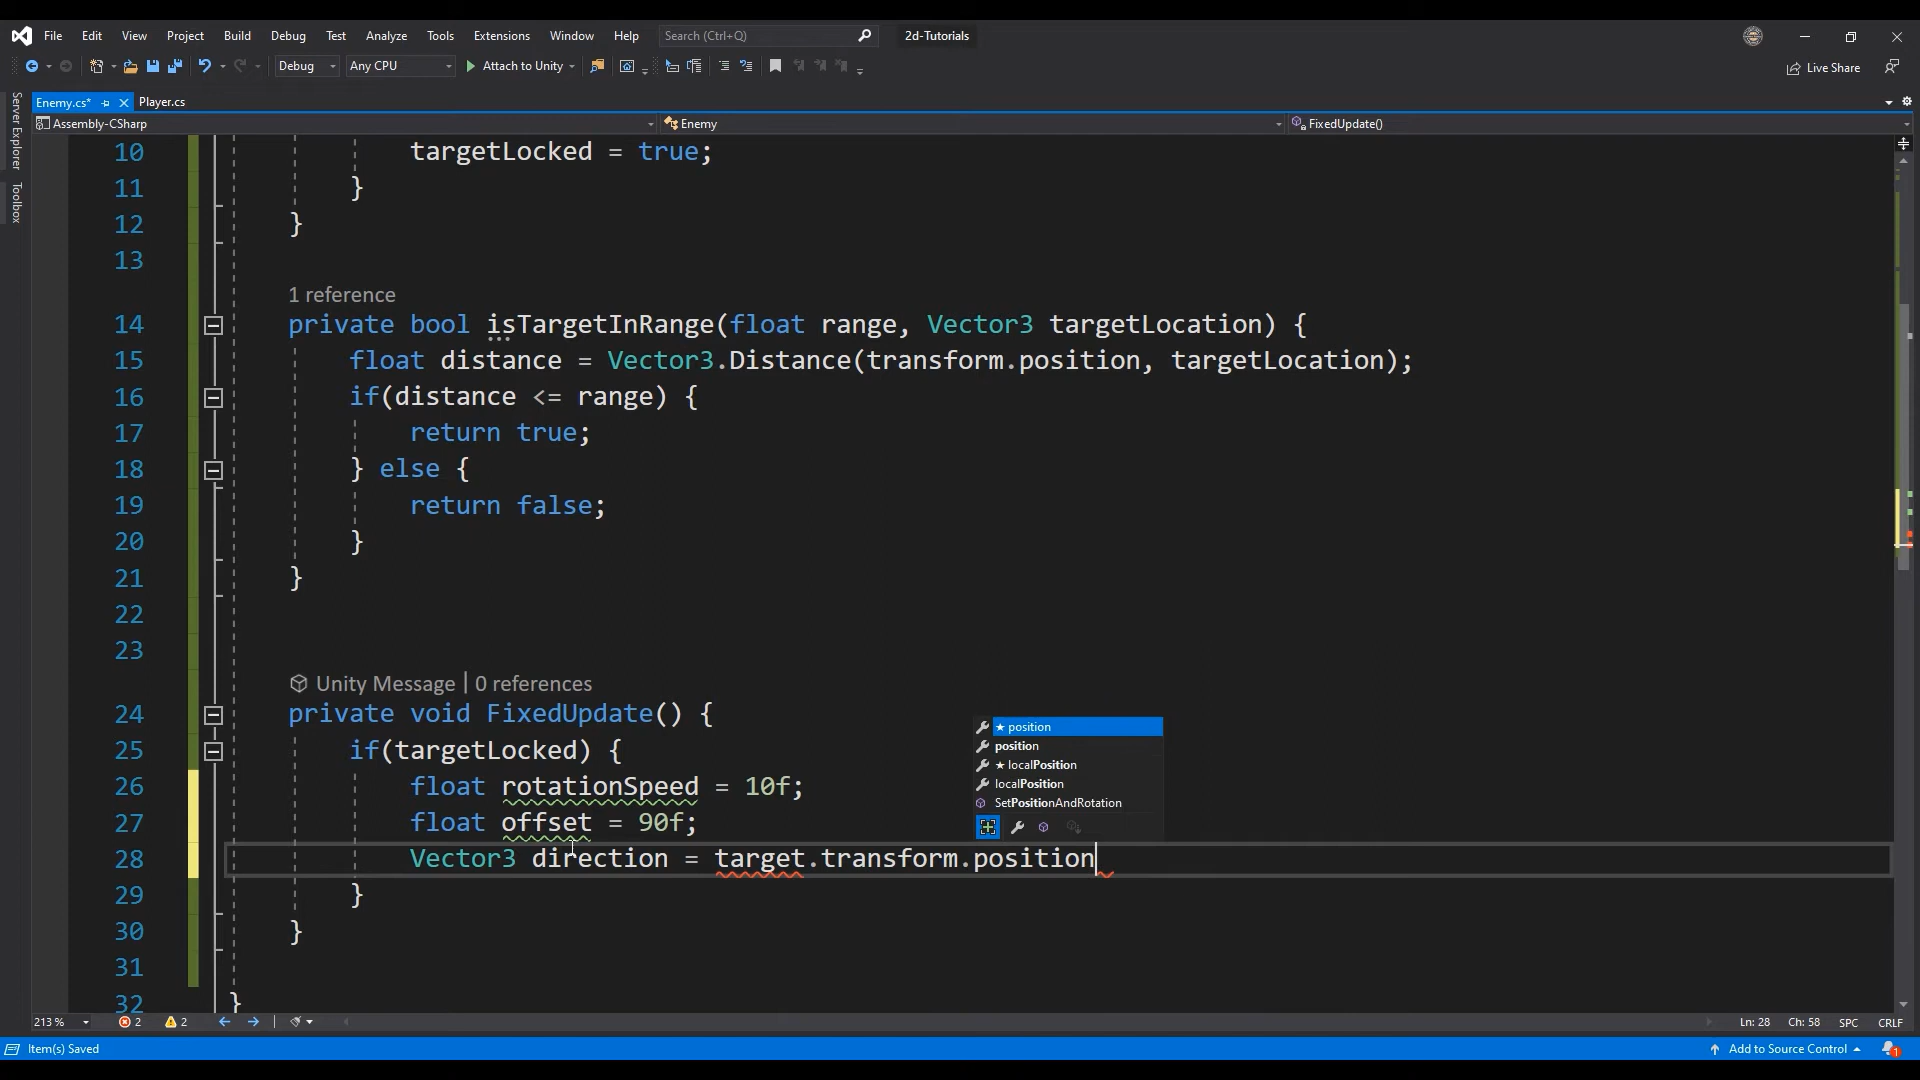 File Edit View Project Build Debug Test Analyze Tools Extensions Window Help Search (Ctrl+Q) 2d-Tutorials
Debug Any CPU Attach to Unity Live Share
Enemy.cs* Player.cs
Assembly-CSharp Enemy FixedUpdate()
Server Explorer
Toolbox
10 targetLocked = true;
11 }
12 }
13
1 reference
14 private bool isTargetInRange(float range, Vector3 targetLocation) {
15 float distance = Vector3.Distance(transform.position, targetLocation);
16 if(distance <= range) {
17 return true;
18 } else {
19 return false;
20 }
21 }
22
23
Unity Message | 0 references
24 private void FixedUpdate() {
25 if(targetLocked) {
26 float rotationSpeed = 10f;
27 float offset = 90f;
28 Vector3 direction = target.transform.position
29 }
30 }
31
32 }
★ position
position
★ localPosition
localPosition
SetPositionAndRotation
213 % 2 2 Ln: 28 Ch: 58 SPC CRLF
Item(s) Saved Add to Source Control 1